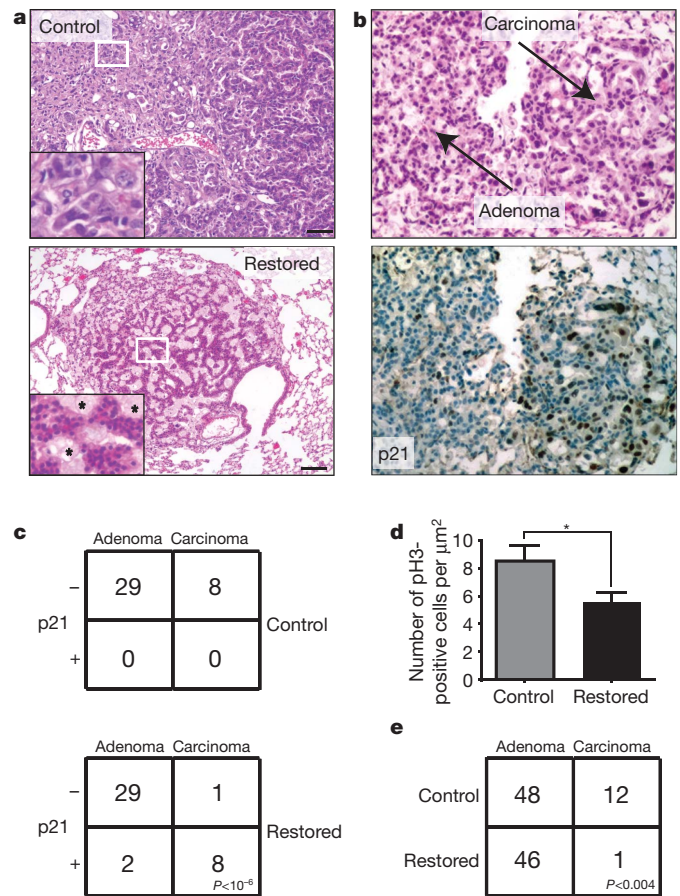 a
Control
Restored
*
*
*
b
Carcinoma
Adenoma
p21
c
Adenoma Carcinoma
−
29
8
p21
Control
+
0
0
Adenoma Carcinoma
−
29
1
p21
Restored
+
2
8
P<10⁻⁶
d
Number of pH3-
positive cells per μm²
10
8
6
4
2
0
*
Control
Restored
e
Adenoma Carcinoma
Control
48
12
Restored
46
1
P<0.004